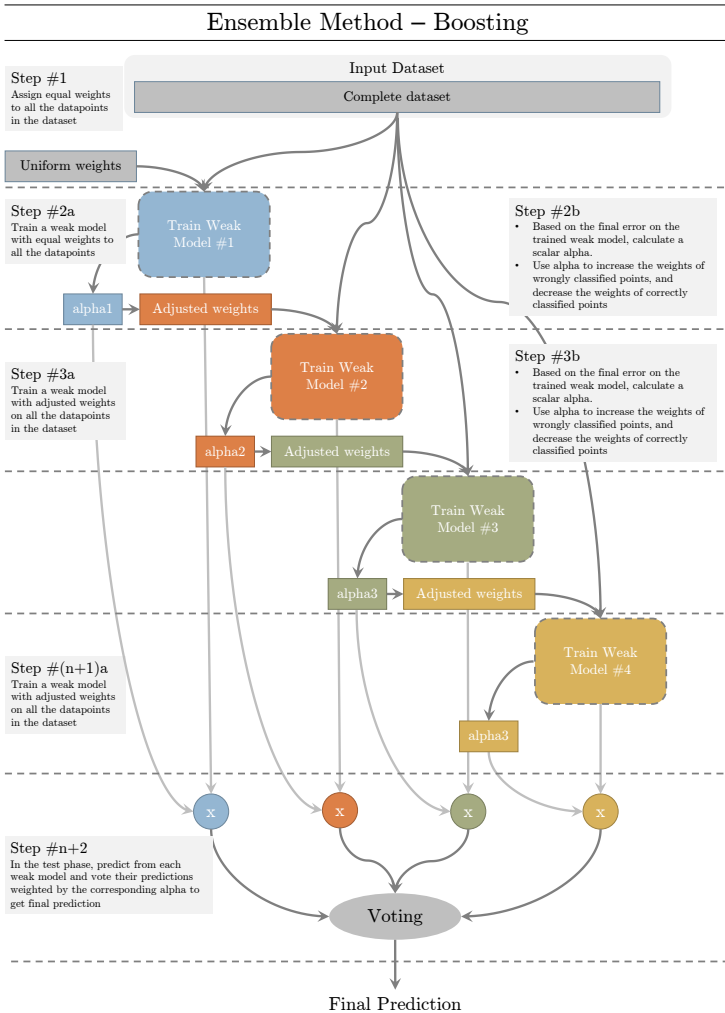 Ensemble Method – Boosting
Input Dataset
Complete dataset
Step #1
Assign equal weights
to all the datapoints
in the dataset
Uniform weights
Step #2a
Train a weak model
with equal weights to
all the datapoints
Train Weak
Model #1
Step #2b
• Based on the final error on the
trained weak model, calculate a
scalar alpha.
• Use alpha to increase the weights of
wrongly classified points, and
decrease the weights of correctly
classified points
alpha1
Adjusted weights
Step #3a
Train a weak model
with adjusted weights
on all the datapoints
in the dataset
Train Weak
Model #2
Step #3b
• Based on the final error on the
trained weak model, calculate a
scalar alpha.
• Use alpha to increase the weights of
wrongly classified points, and
decrease the weights of correctly
classified points
alpha2
Adjusted weights
Train Weak
Model #3
alpha3
Adjusted weights
Step #(n+1)a
Train a weak model
with adjusted weights
on all the datapoints
in the dataset
Train Weak
Model #4
alpha3
x
x
x
x
Step #n+2
In the test phase, predict from each
weak model and vote their predictions
weighted by the corresponding alpha to
get final prediction
Voting
Final Prediction